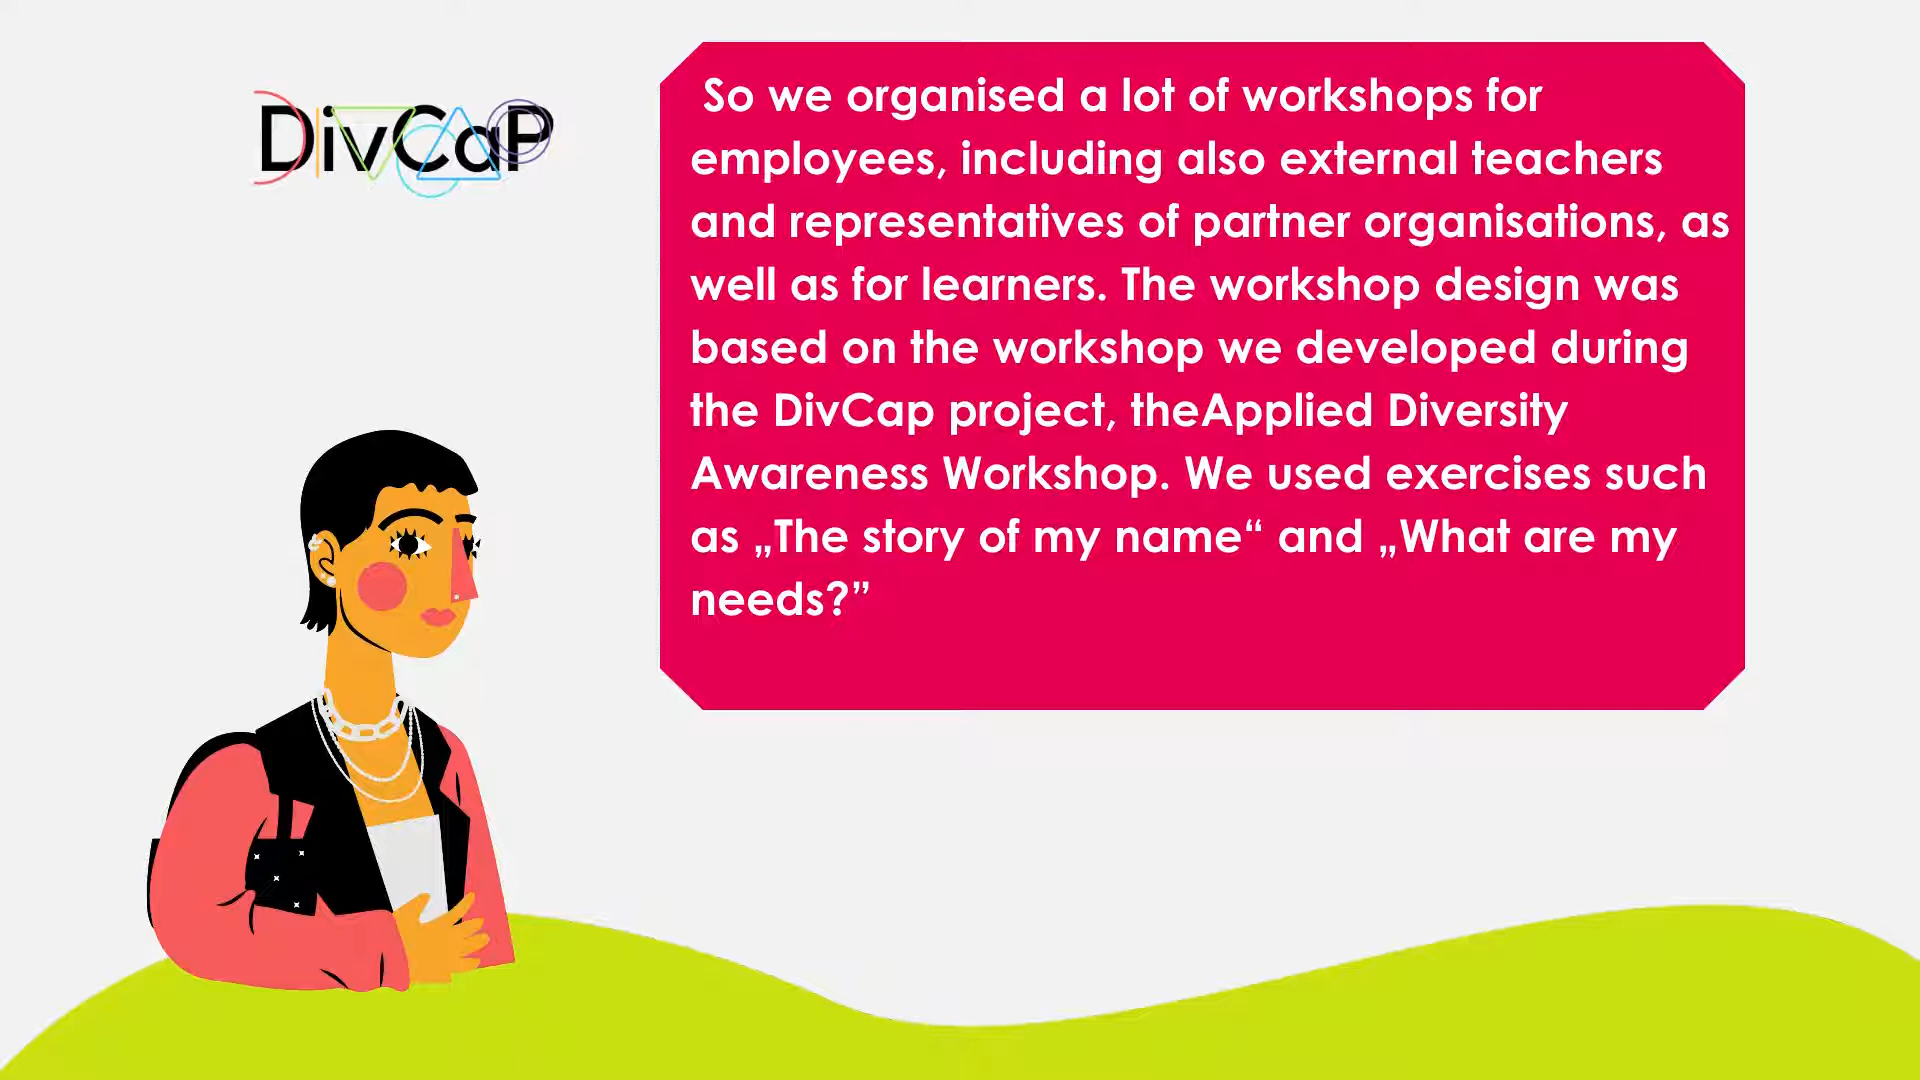 DivCaP
So we organised a lot of workshops for
employees, including also external teachers
and representatives of partner organisations, as
well as for learners. The workshop design was
based on the workshop we developed during
the DivCap project, theApplied Diversity
Awareness Workshop. We used exercises such
as „The story of my name“ and „What are my
needs?”